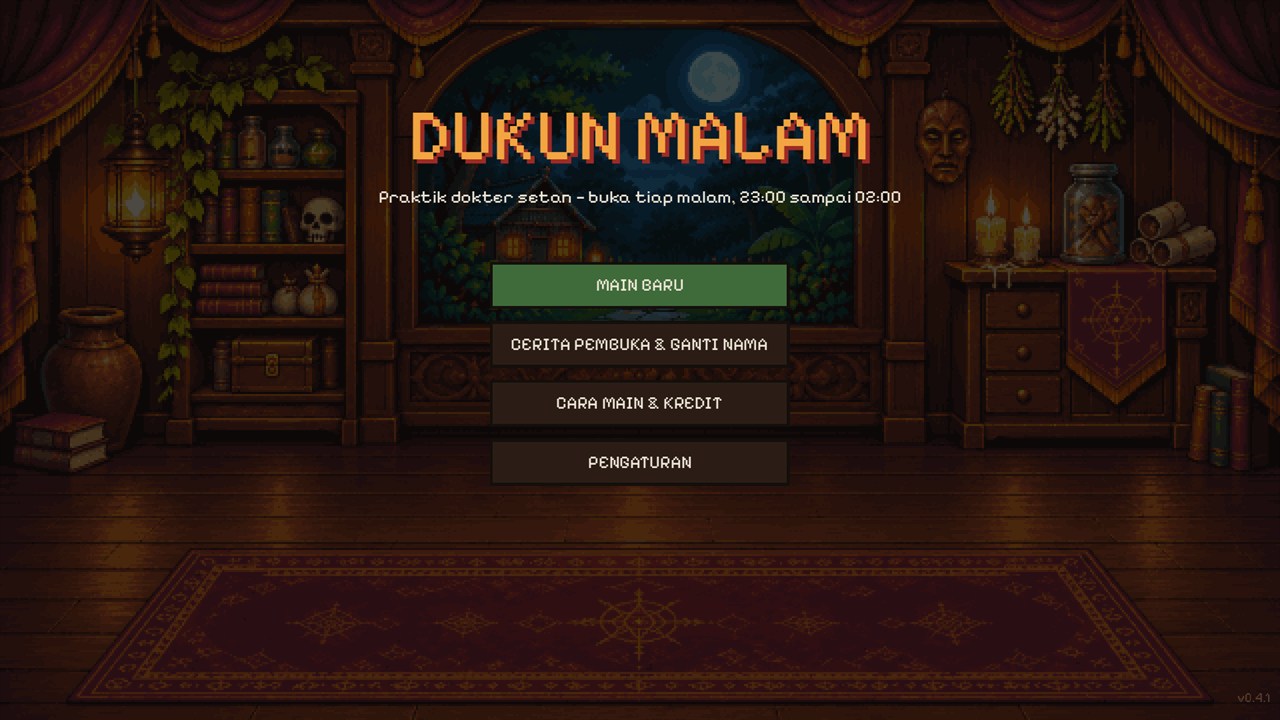 DUKUN MALAM
Praktik dokter setan - buka tiap malam, 23:00 sampai 02:00
MAIN BARU
CERITA PEMBUKA & GANTI NAMA
CARA MAIN & KREDIT
PENGATURAN
v0.4.1